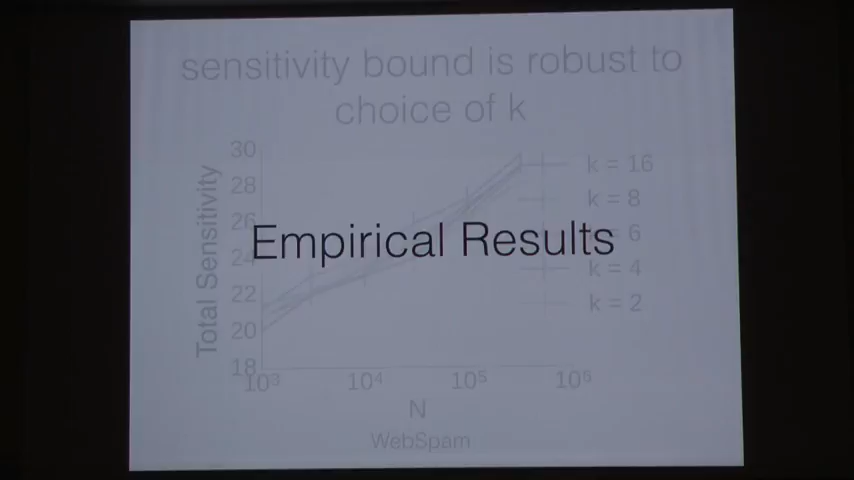 sensitivity bound is robust to
choice of k
Total Sensitivity
30
28
26
24
22
20
18
Empirical Results
k = 16
k = 8
6
k = 4
k = 2
10³
10⁴
10⁵
10⁶
N
WebSpam